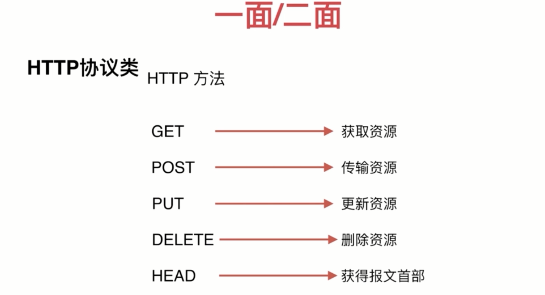 一面/二面
HTTP协议类
HTTP 方法
GET 获取资源
POST 传输资源
PUT 更新资源
DELETE 删除资源
HEAD 获得报文首部